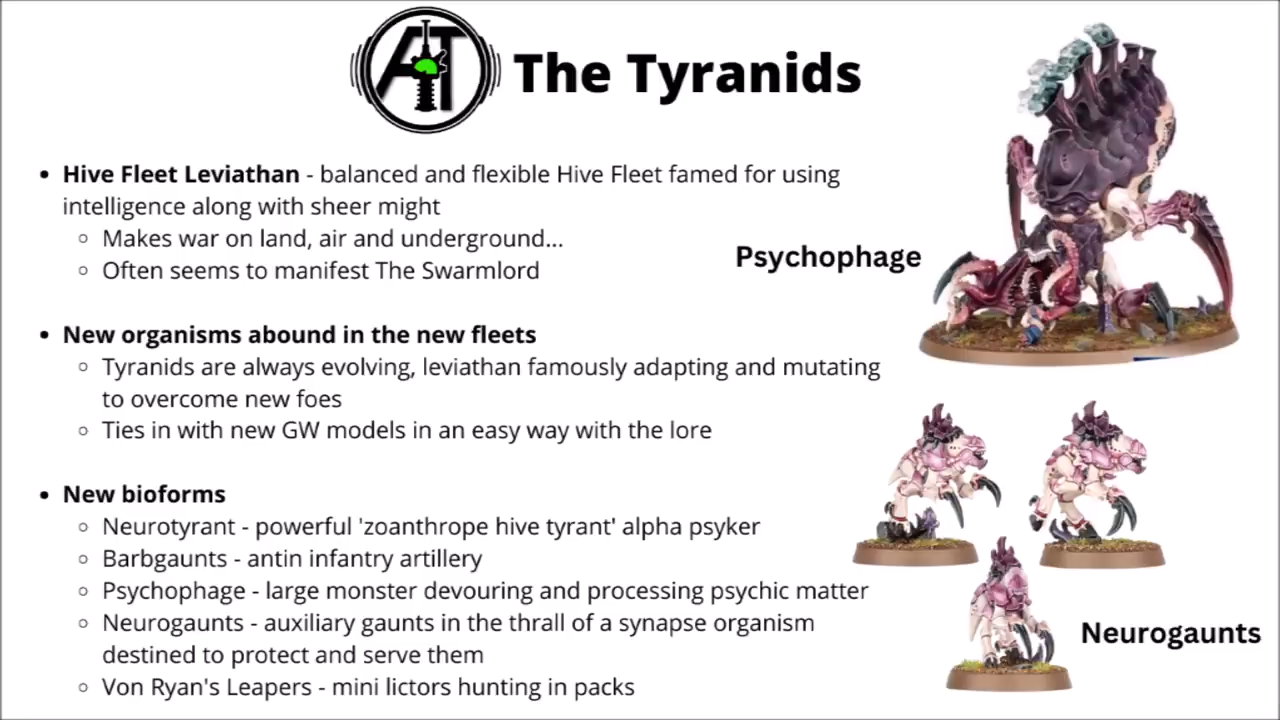 AT
The Tyranids
• Hive Fleet Leviathan - balanced and flexible Hive Fleet famed for using
intelligence along with sheer might
○ Makes war on land, air and underground...
○ Often seems to manifest The Swarmlord
Psychophage
• New organisms abound in the new fleets
○ Tyranids are always evolving, leviathan famously adapting and mutating
to overcome new foes
○ Ties in with new GW models in an easy way with the lore
• New bioforms
○ Neurotyrant - powerful 'zoanthrope hive tyrant' alpha psyker
○ Barbgaunts - antin infantry artillery
○ Psychophage - large monster devouring and processing psychic matter
○ Neurogaunts - auxiliary gaunts in the thrall of a synapse organism
destined to protect and serve them
○ Von Ryan's Leapers - mini lictors hunting in packs
Neurogaunts